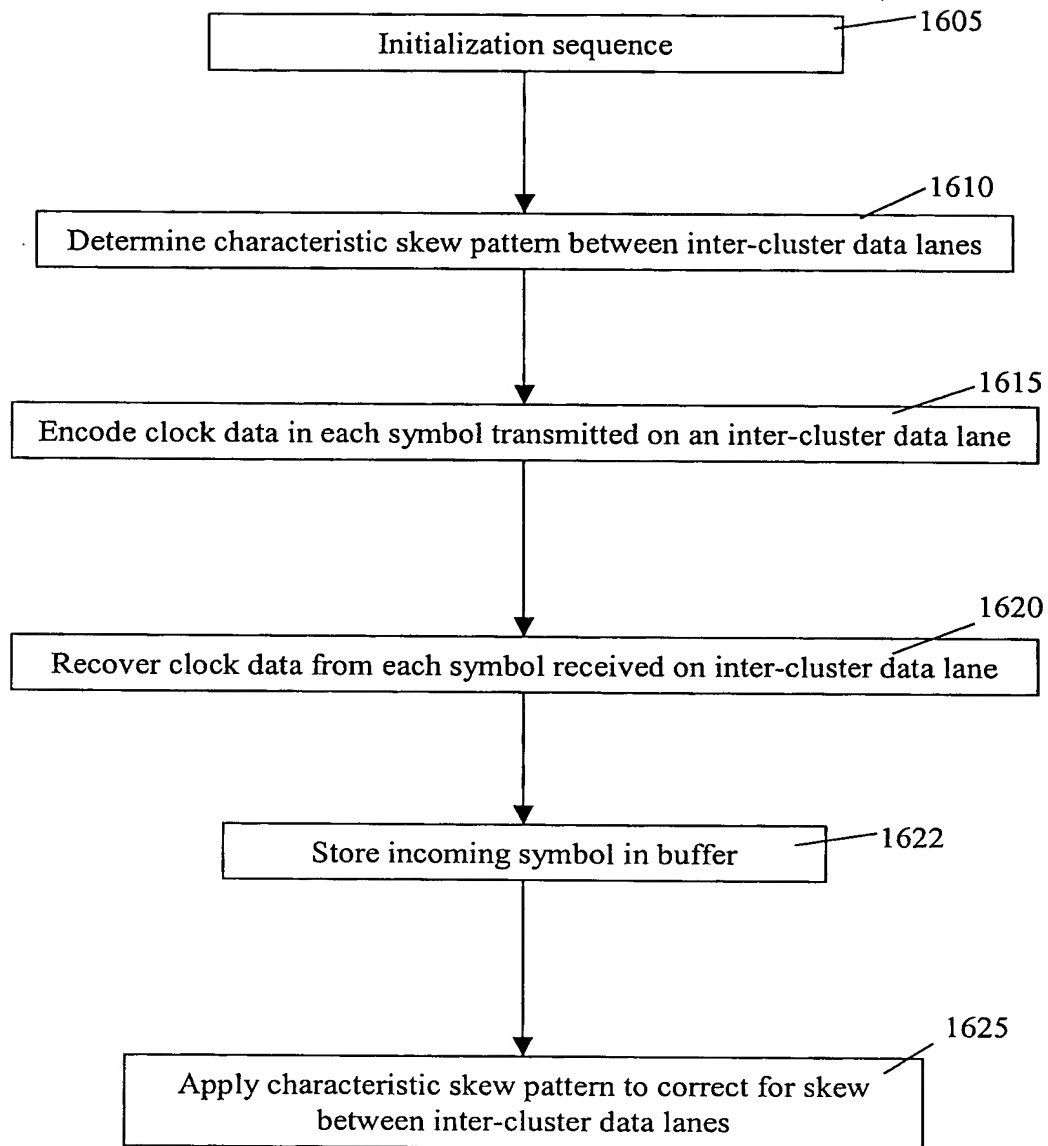 1605
Initialization sequence
1610
Determine characteristic skew pattern between inter-cluster data lanes
1615
Encode clock data in each symbol transmitted on an inter-cluster data lane
1620
Recover clock data from each symbol received on inter-cluster data lane
1622
Store incoming symbol in buffer
1625
Apply characteristic skew pattern to correct for skew
between inter-cluster data lanes